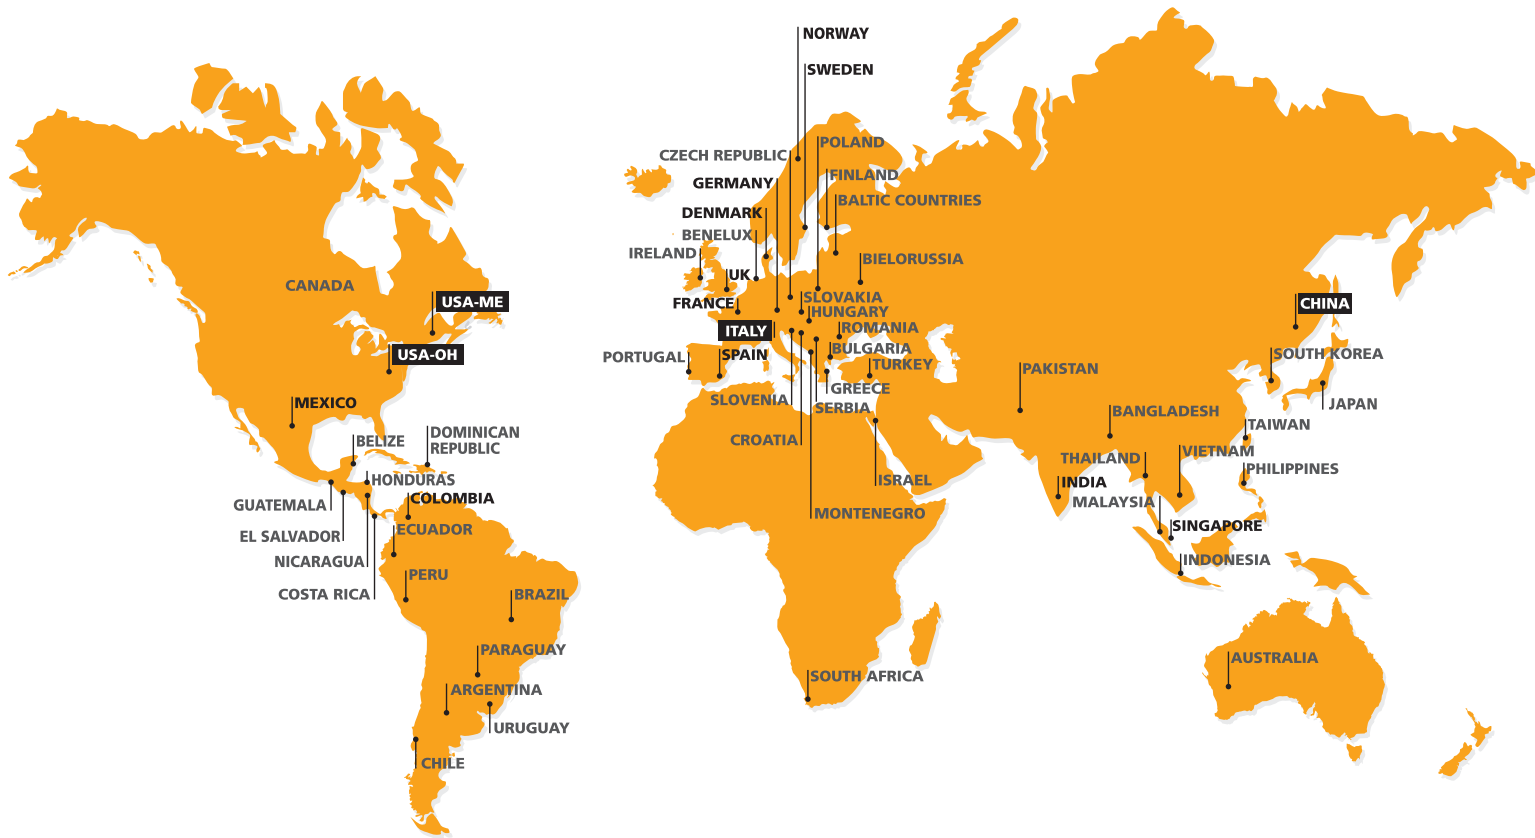 NORWAY
SWEDEN
POLAND
CZECH REPUBLIC
FINLAND
GERMANY
BALTIC COUNTRIES
DENMARK
BENELUX
IRELAND
BIELORUSSIA
UK
CANADA
SLOVAKIA
USA-ME
FRANCE
CHINA
HUNGARY
ROMANIA
ITALY
BULGARIA
USA-OH
SOUTH KOREA
PORTUGAL
SPAIN
TURKEY
PAKISTAN
GREECE
SLOVENIA
MEXICO
JAPAN
SERBIA
BANGLADESH
TAIWAN
DOMINICAN
REPUBLIC
BELIZE
CROATIA
VIETNAM
THAILAND
PHILIPPINES
HONDURAS
ISRAEL
INDIA
COLOMBIA
MALAYSIA
GUATEMALA
MONTENEGRO
SINGAPORE
ECUADOR
EL SALVADOR
NICARAGUA
INDONESIA
PERU
COSTA RICA
BRAZIL
PARAGUAY
AUSTRALIA
SOUTH AFRICA
ARGENTINA
URUGUAY
CHILE